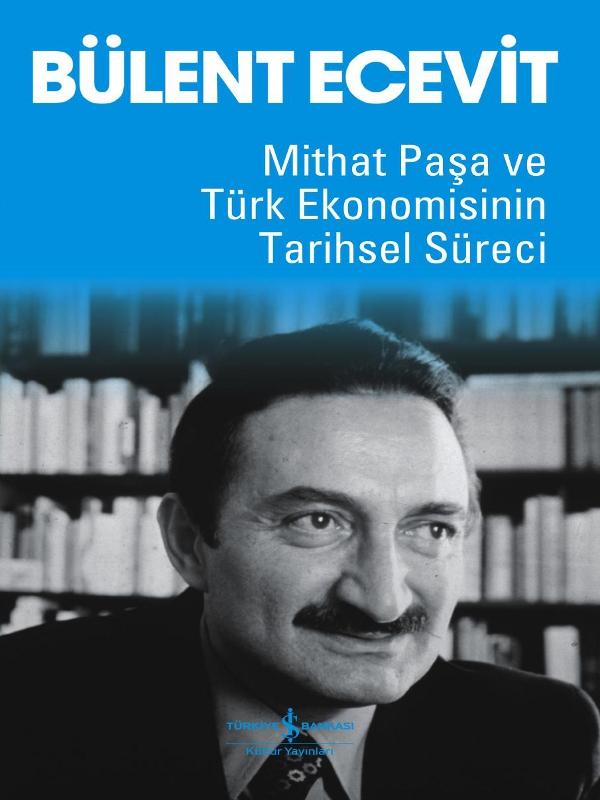 BÜLENT ECEVİT
Mithat Paşa ve
Türk Ekonomisinin
Tarihsel Süreci
TÜRKİYE İŞ BANKASI
Kültür Yayınları